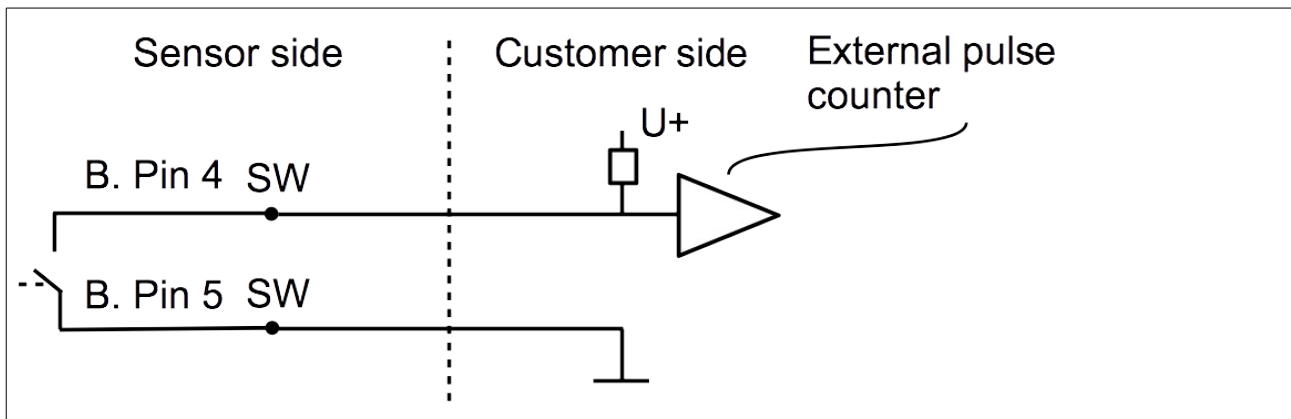 Sensor side
Customer side
External pulse
counter
U+
B. Pin 4 SW
B. Pin 5 SW